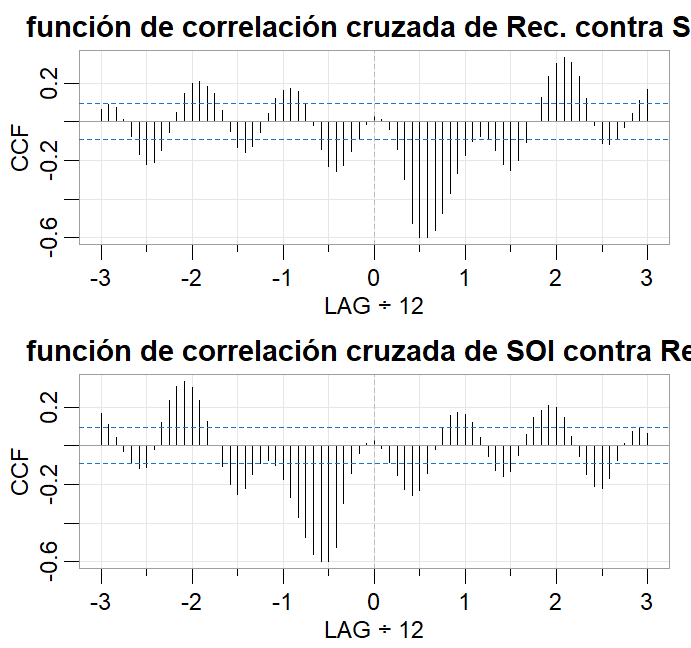 función de correlación cruzada de Rec. contra S
CCF
0.2
-0.2
-0.6
-3 -2 -1 0 1 2 3
LAG ÷ 12
función de correlación cruzada de SOI contra Re
CCF
0.2
-0.2
-0.6
-3 -2 -1 0 1 2 3
LAG ÷ 12